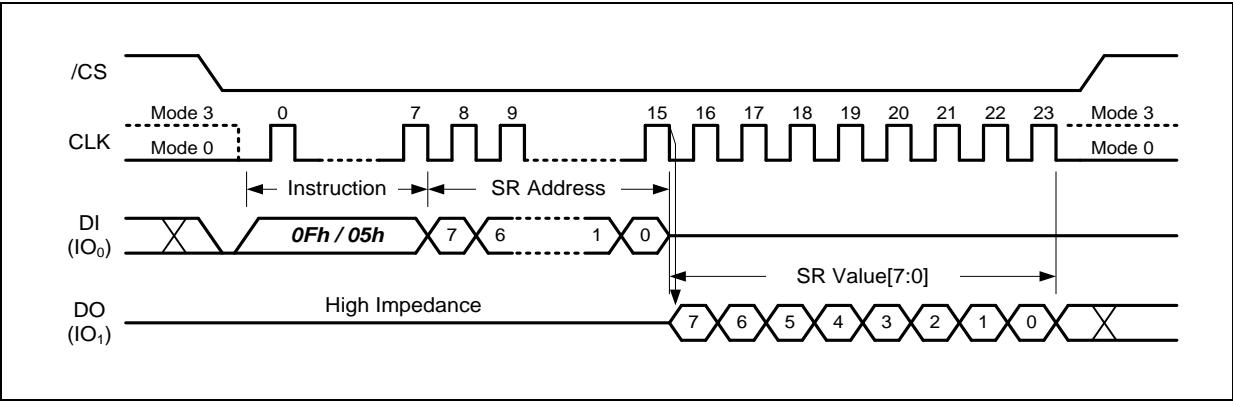 /CS
Mode 3 0 7 8 9 15 16 17 18 19 20 21 22 23 Mode 3
CLK
Mode 0 Mode 0
Instruction SR Address
DI
(IO₀)
0Fh / 05h 7 6 1 0
SR Value[7:0]
DO
(IO₁)
High Impedance
7 6 5 4 3 2 1 0